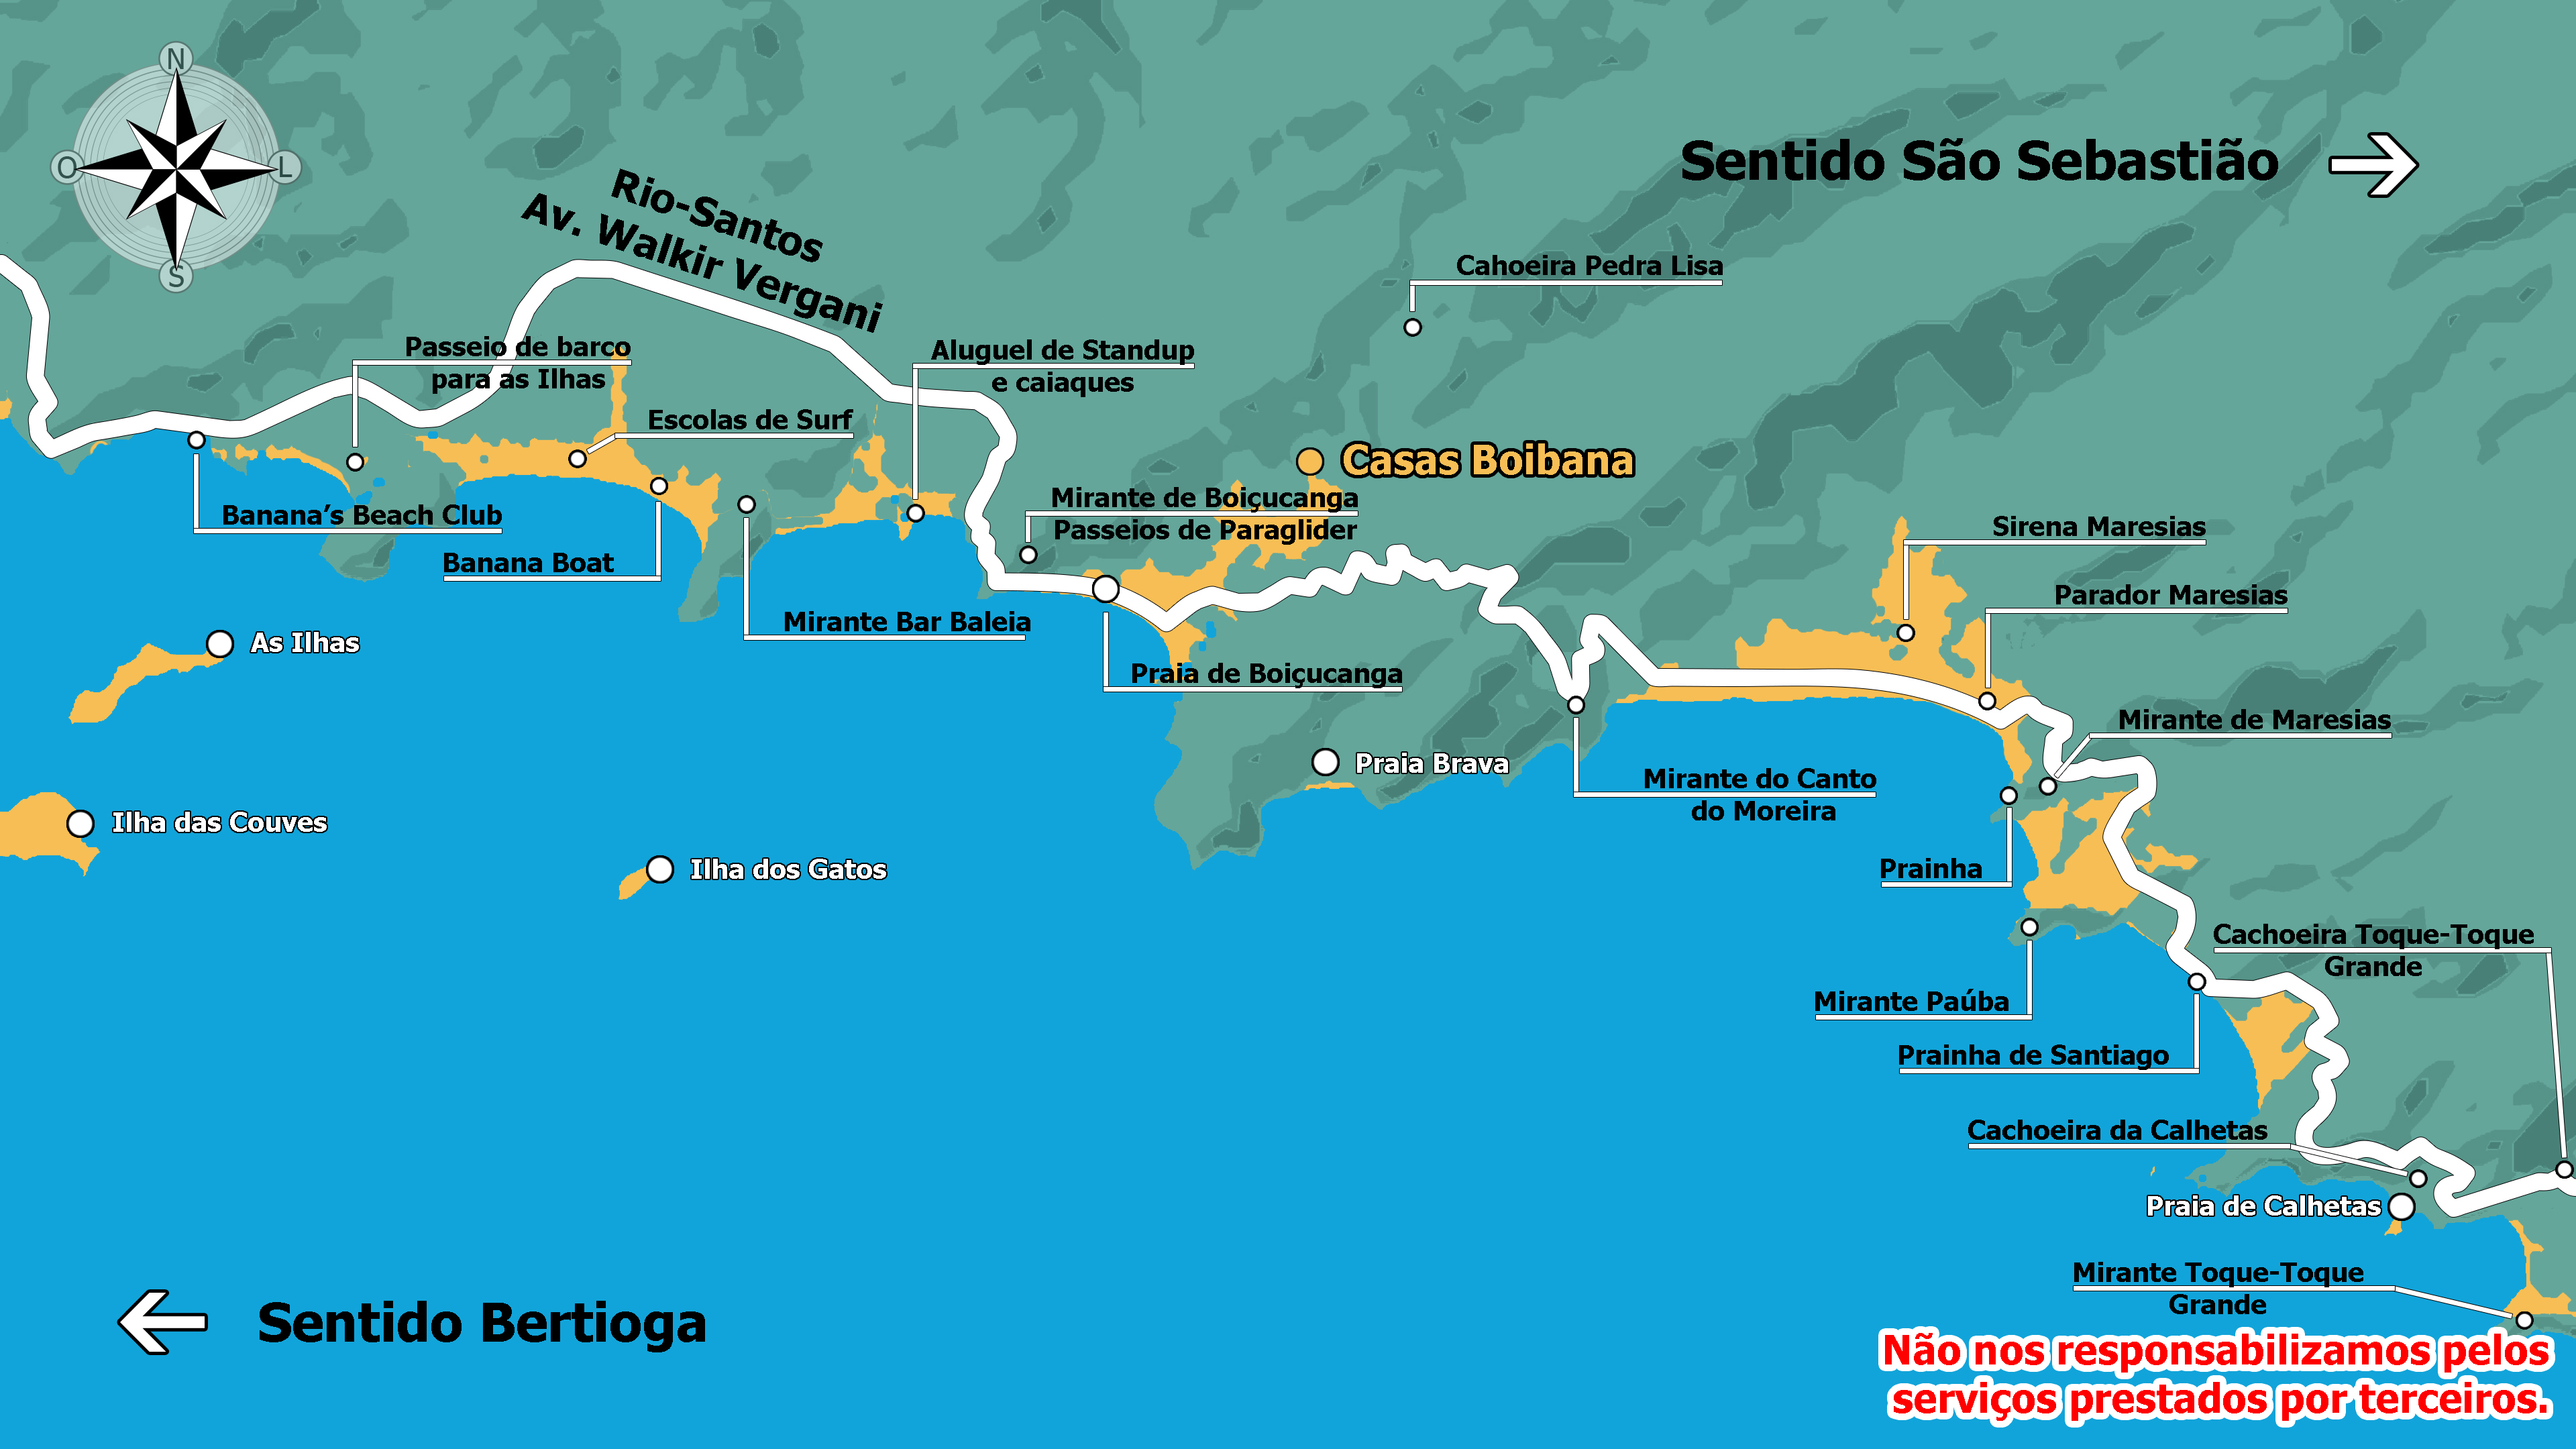 N
O
L
S
Sentido São Sebastião
Rio-Santos
Av. Walkir Vergani
Cahoeira Pedra Lisa
Passeio de barco
para as Ilhas
Aluguel de Standup
e caiaques
Escolas de Surf
Casas Boibana
Mirante de Boiçucanga
Passeios de Paraglider
Banana’s Beach Club
Sirena Maresias
Banana Boat
Parador Maresias
Mirante Bar Baleia
As Ilhas
Praia de Boiçucanga
Mirante de Maresias
Praia Brava
Mirante do Canto
do Moreira
Ilha das Couves
Ilha dos Gatos
Prainha
Cachoeira Toque-Toque
Grande
Mirante Paúba
Prainha de Santiago
Cachoeira da Calhetas
Praia de Calhetas
Mirante Toque-Toque
Grande
Sentido Bertioga
Não nos responsabilizamos pelos
serviços prestados por terceiros.